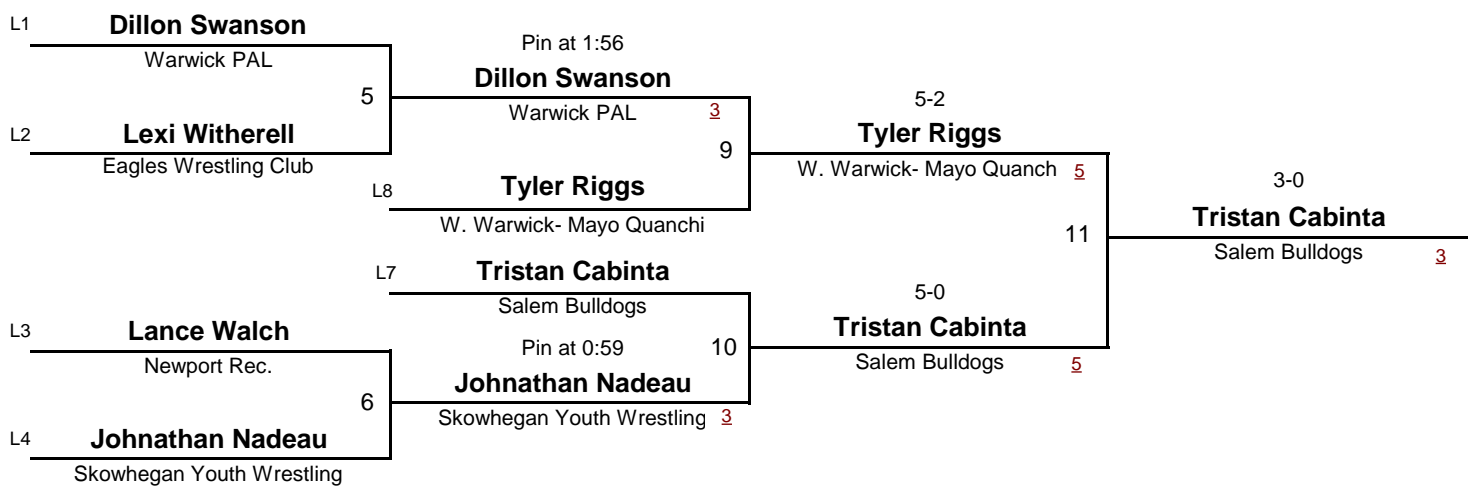 L1
Dillon Swanson
Warwick PAL
5
L2
Lexi Witherell
Eagles Wrestling Club
Pin at 1:56
Dillon Swanson
Warwick PAL
3
9
L8
Tyler Riggs
W. Warwick- Mayo Quanchi
5-2
Tyler Riggs
W. Warwick- Mayo Quanch
5
11
3-0
Tristan Cabinta
Salem Bulldogs
3
L7
Tristan Cabinta
Salem Bulldogs
10
5-0
Tristan Cabinta
Salem Bulldogs
5
L3
Lance Walch
Newport Rec.
6
Pin at 0:59
Johnathan Nadeau
Skowhegan Youth Wrestling
3
L4
Johnathan Nadeau
Skowhegan Youth Wrestling